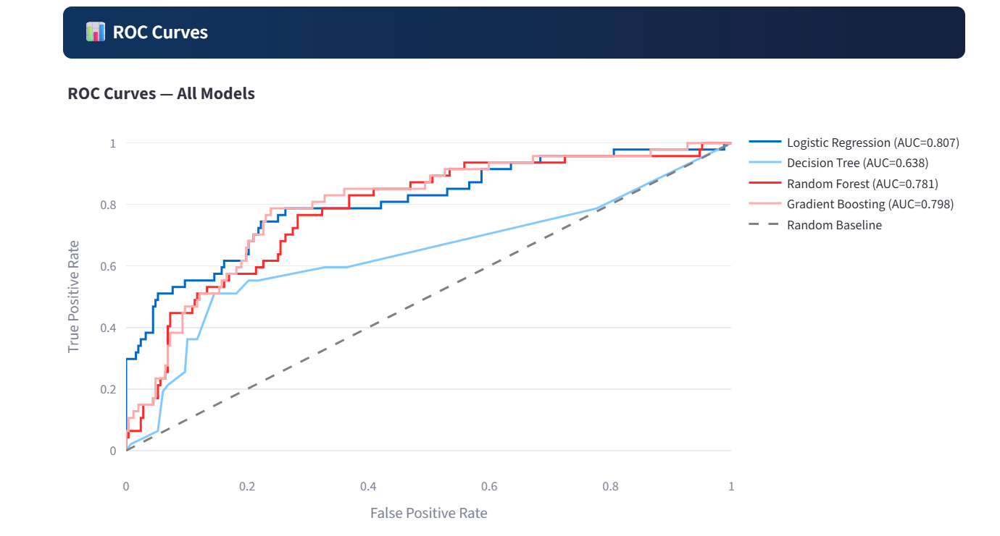 ROC Curves
ROC Curves — All Models
True Positive Rate
1
0.8
0.6
0.4
0.2
0
0
0.2
0.4
0.6
0.8
1
False Positive Rate
Logistic Regression (AUC=0.807)
Decision Tree (AUC=0.638)
Random Forest (AUC=0.781)
Gradient Boosting (AUC=0.798)
Random Baseline